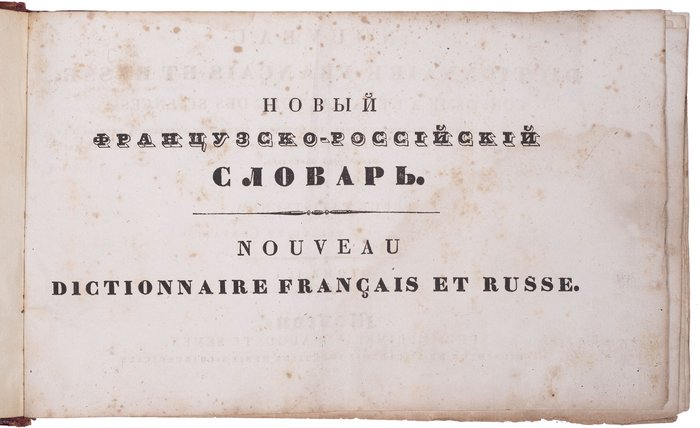 НОВЫЙ
ФРАНЦУЗСКО-РОССІЙСКІЙ
СЛОВАРЬ.
NOUVEAU
DICTIONNAIRE FRANÇAIS ET RUSSE.